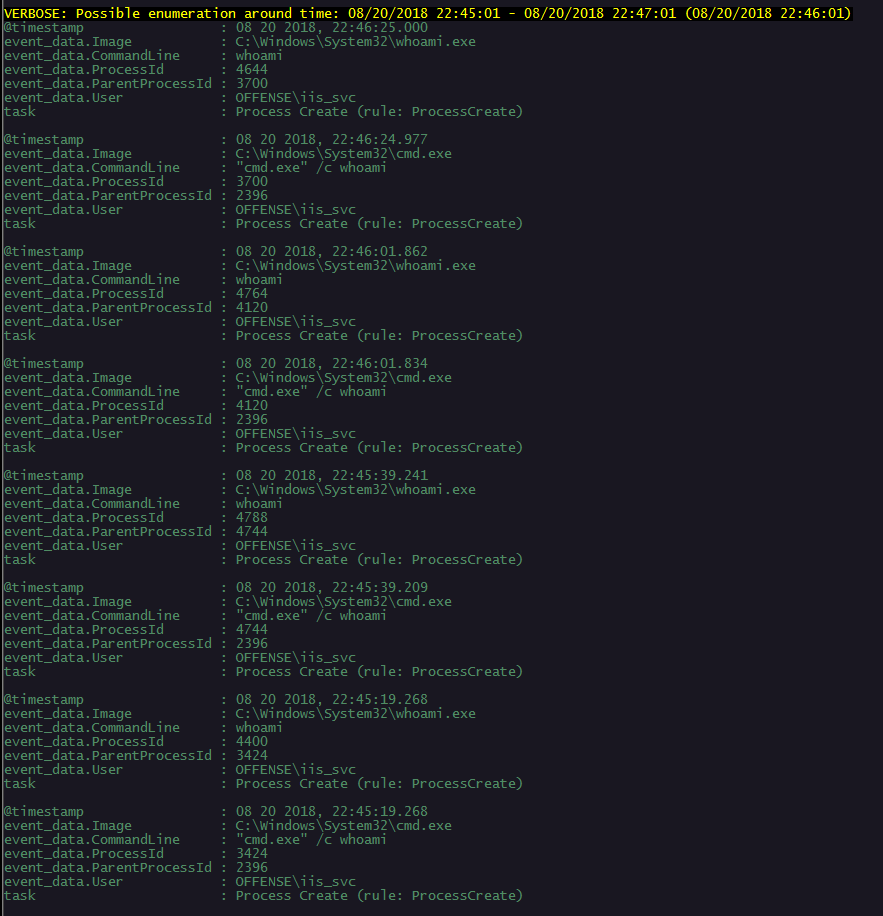 VERBOSE: Possible enumeration around time: 08/20/2018 22:45:01 - 08/20/2018 22:47:01 (08/20/2018 22:46:01)
@timestamp : 08 20 2018, 22:46:25.000
event_data.Image : C:\Windows\System32\whoami.exe
event_data.CommandLine : whoami
event_data.ProcessId : 4644
event_data.ParentProcessId : 3700
event_data.User : OFFENSE\iis_svc
task : Process Create (rule: ProcessCreate)

@timestamp : 08 20 2018, 22:46:24.977
event_data.Image : C:\Windows\System32\cmd.exe
event_data.CommandLine : "cmd.exe" /c whoami
event_data.ProcessId : 3700
event_data.ParentProcessId : 2396
event_data.User : OFFENSE\iis_svc
task : Process Create (rule: ProcessCreate)

@timestamp : 08 20 2018, 22:46:01.862
event_data.Image : C:\Windows\System32\whoami.exe
event_data.CommandLine : whoami
event_data.ProcessId : 4764
event_data.ParentProcessId : 4120
event_data.User : OFFENSE\iis_svc
task : Process Create (rule: ProcessCreate)

@timestamp : 08 20 2018, 22:46:01.834
event_data.Image : C:\Windows\System32\cmd.exe
event_data.CommandLine : "cmd.exe" /c whoami
event_data.ProcessId : 4120
event_data.ParentProcessId : 2396
event_data.User : OFFENSE\iis_svc
task : Process Create (rule: ProcessCreate)

@timestamp : 08 20 2018, 22:45:39.241
event_data.Image : C:\Windows\System32\whoami.exe
event_data.CommandLine : whoami
event_data.ProcessId : 4788
event_data.ParentProcessId : 4744
event_data.User : OFFENSE\iis_svc
task : Process Create (rule: ProcessCreate)

@timestamp : 08 20 2018, 22:45:39.209
event_data.Image : C:\Windows\System32\cmd.exe
event_data.CommandLine : "cmd.exe" /c whoami
event_data.ProcessId : 4744
event_data.ParentProcessId : 2396
event_data.User : OFFENSE\iis_svc
task : Process Create (rule: ProcessCreate)

@timestamp : 08 20 2018, 22:45:19.268
event_data.Image : C:\Windows\System32\whoami.exe
event_data.CommandLine : whoami
event_data.ProcessId : 4400
event_data.ParentProcessId : 3424
event_data.User : OFFENSE\iis_svc
task : Process Create (rule: ProcessCreate)

@timestamp : 08 20 2018, 22:45:19.268
event_data.Image : C:\Windows\System32\cmd.exe
event_data.CommandLine : "cmd.exe" /c whoami
event_data.ProcessId : 3424
event_data.ParentProcessId : 2396
event_data.User : OFFENSE\iis_svc
task : Process Create (rule: ProcessCreate)